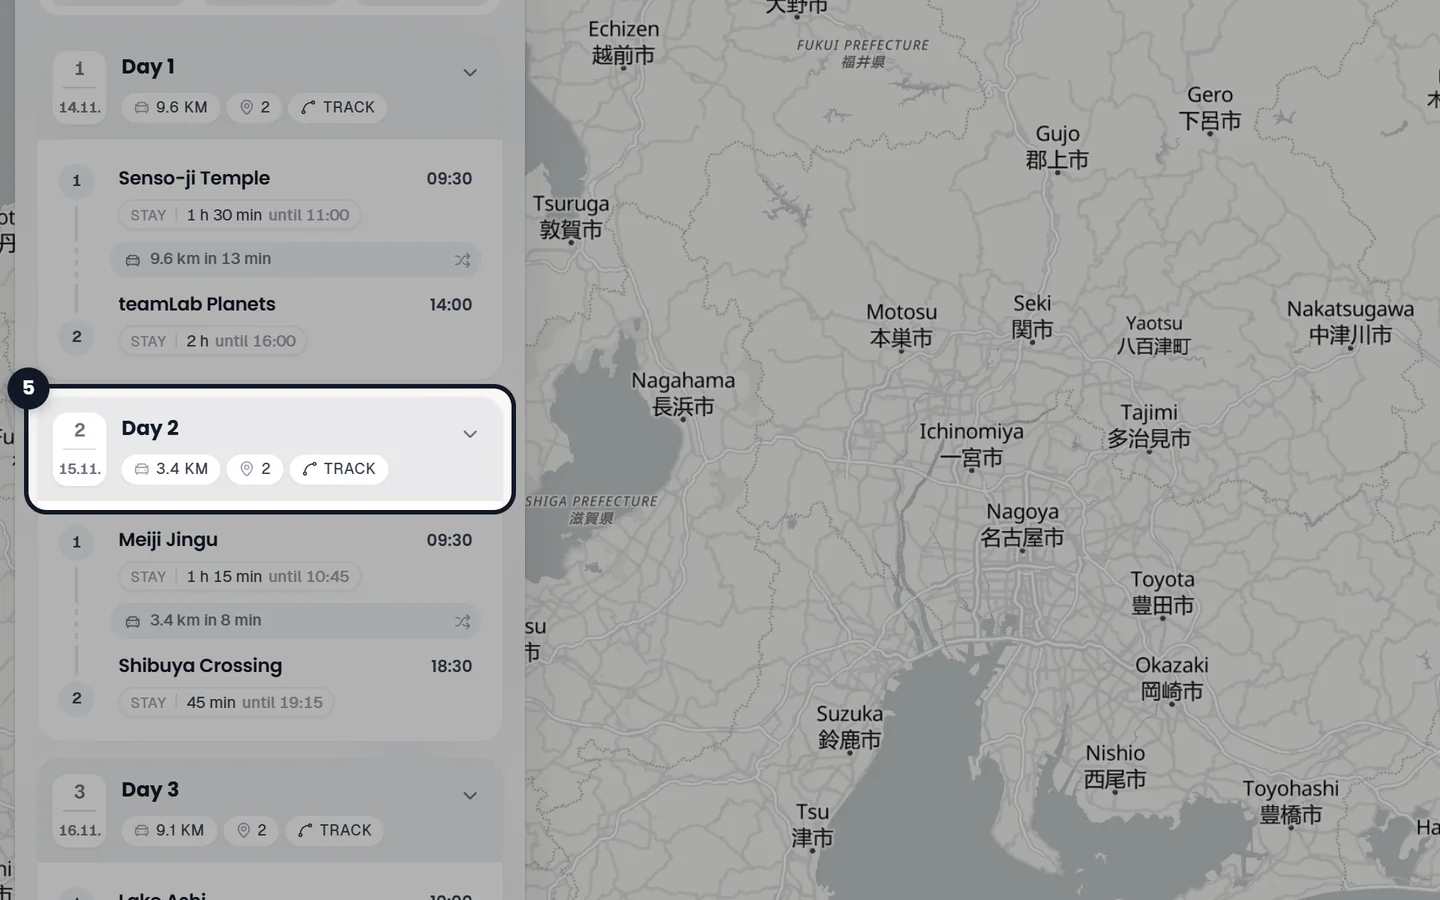 1
14.11.
Day 1
9.6 KM
2
TRACK
1
Senso-ji Temple
09:30
STAY
1 h 30 min until 11:00
9.6 km in 13 min
teamLab Planets
14:00
2
STAY
2 h until 16:00
5
2
15.11.
Day 2
3.4 KM
2
TRACK
1
Meiji Jingu
09:30
STAY
1 h 15 min until 10:45
3.4 km in 8 min
Shibuya Crossing
18:30
2
STAY
45 min until 19:15
3
16.11.
Day 3
9.1 KM
2
TRACK
大野市
Echizen
越前市
FUKUI PREFECTURE
福井県
Gero
下呂市
Gujo
郡上市
Tsuruga
敦賀市
Motosu
本巣市
Seki
関市
Yaotsu
八百津町
Nakatsugawa
中津川市
Nagahama
長浜市
Ichinomiya
一宮市
Tajimi
多治見市
SHIGA PREFECTURE
滋賀県
Nagoya
名古屋市
Toyota
豊田市
Okazaki
岡崎市
Suzuka
鈴鹿市
Nishio
西尾市
Toyohashi
豊橋市
Tsu
津市